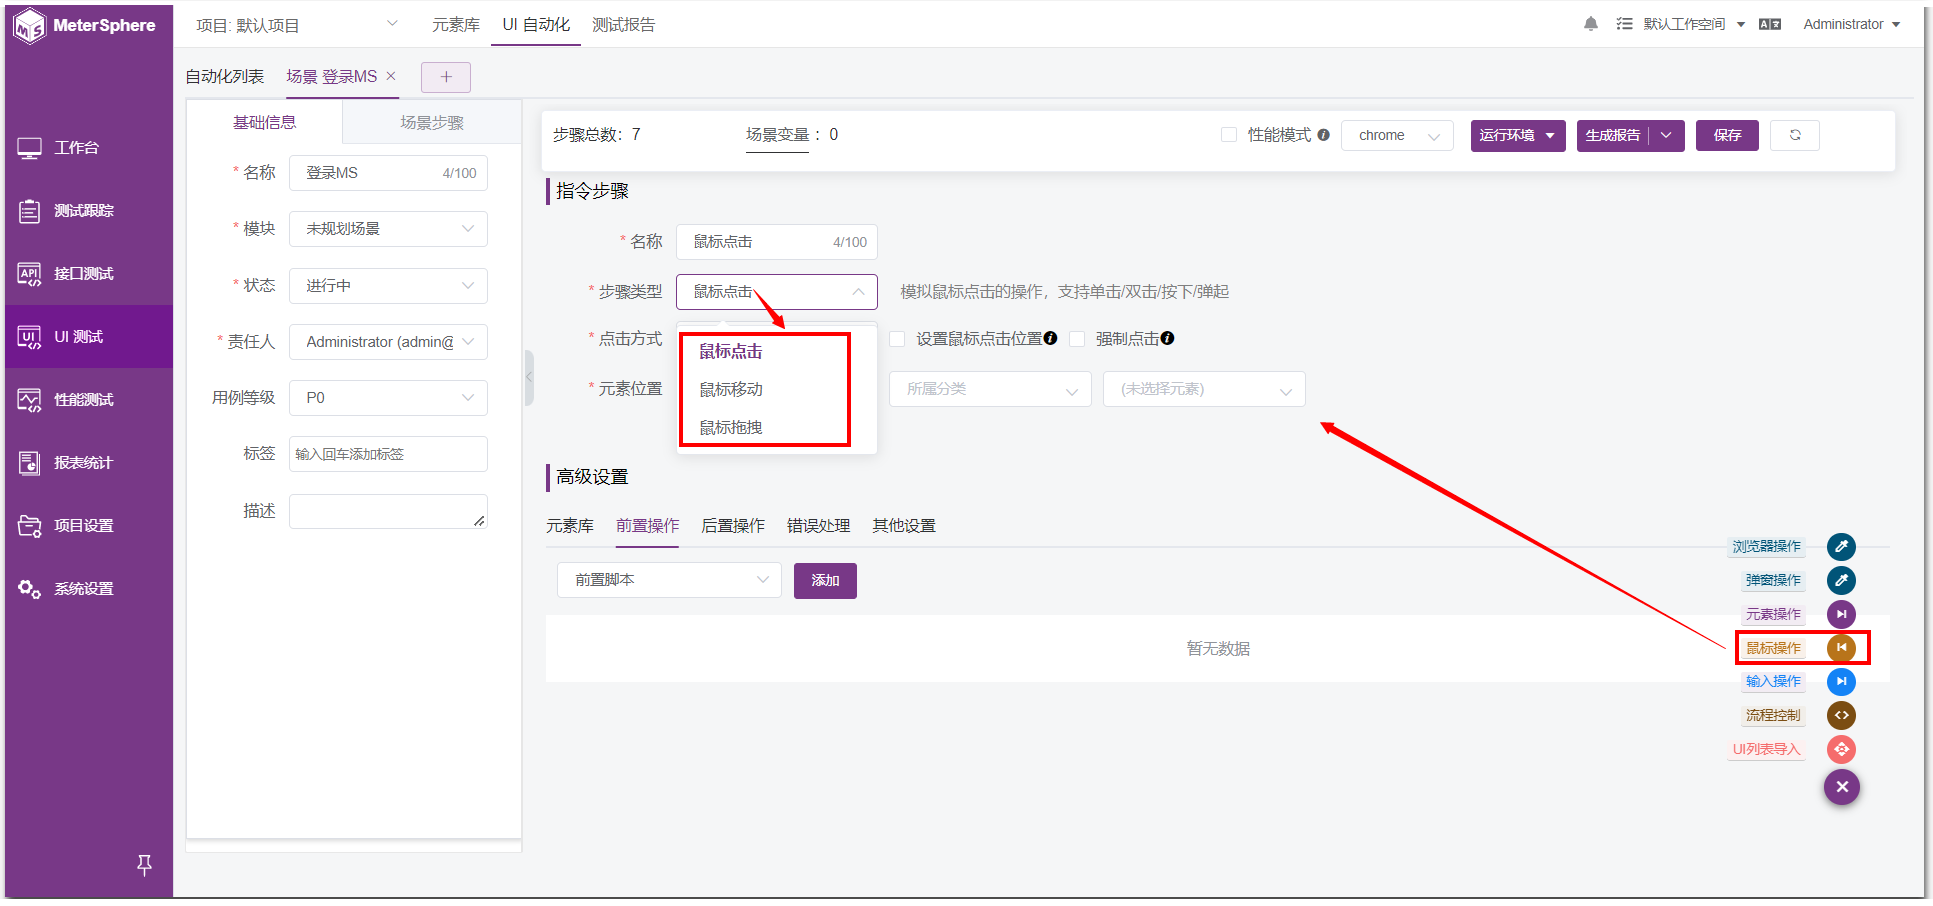 MeterSphere
项目: 默认项目
元素库
UI 自动化
测试报告
默认工作空间
Administrator
自动化列表
场景 登录MS ×
+
工作台
测试跟踪
接口测试
UI 测试
性能测试
报表统计
项目设置
系统设置
基础信息
场景步骤
* 名称
登录MS
4/100
* 模块
未规划场景
* 状态
进行中
* 责任人
Administrator (admin@
用例等级
P0
标签
输入回车添加标签
描述
步骤总数：7
场景变量：0
性能模式
chrome
运行环境
生成报告
保存
指令步骤
* 名称
鼠标点击
4/100
* 步骤类型
鼠标点击
模拟鼠标点击的操作，支持单击/双击/按下/弹起
* 点击方式
设置鼠标点击位置
强制点击
鼠标点击
鼠标移动
鼠标拖拽
* 元素位置
所属分类
(未选择元素)
高级设置
元素库
前置操作
后置操作
错误处理
其他设置
前置脚本
添加
暂无数据
浏览器操作
弹窗操作
元素操作
鼠标操作
输入操作
流程控制
UI列表导入